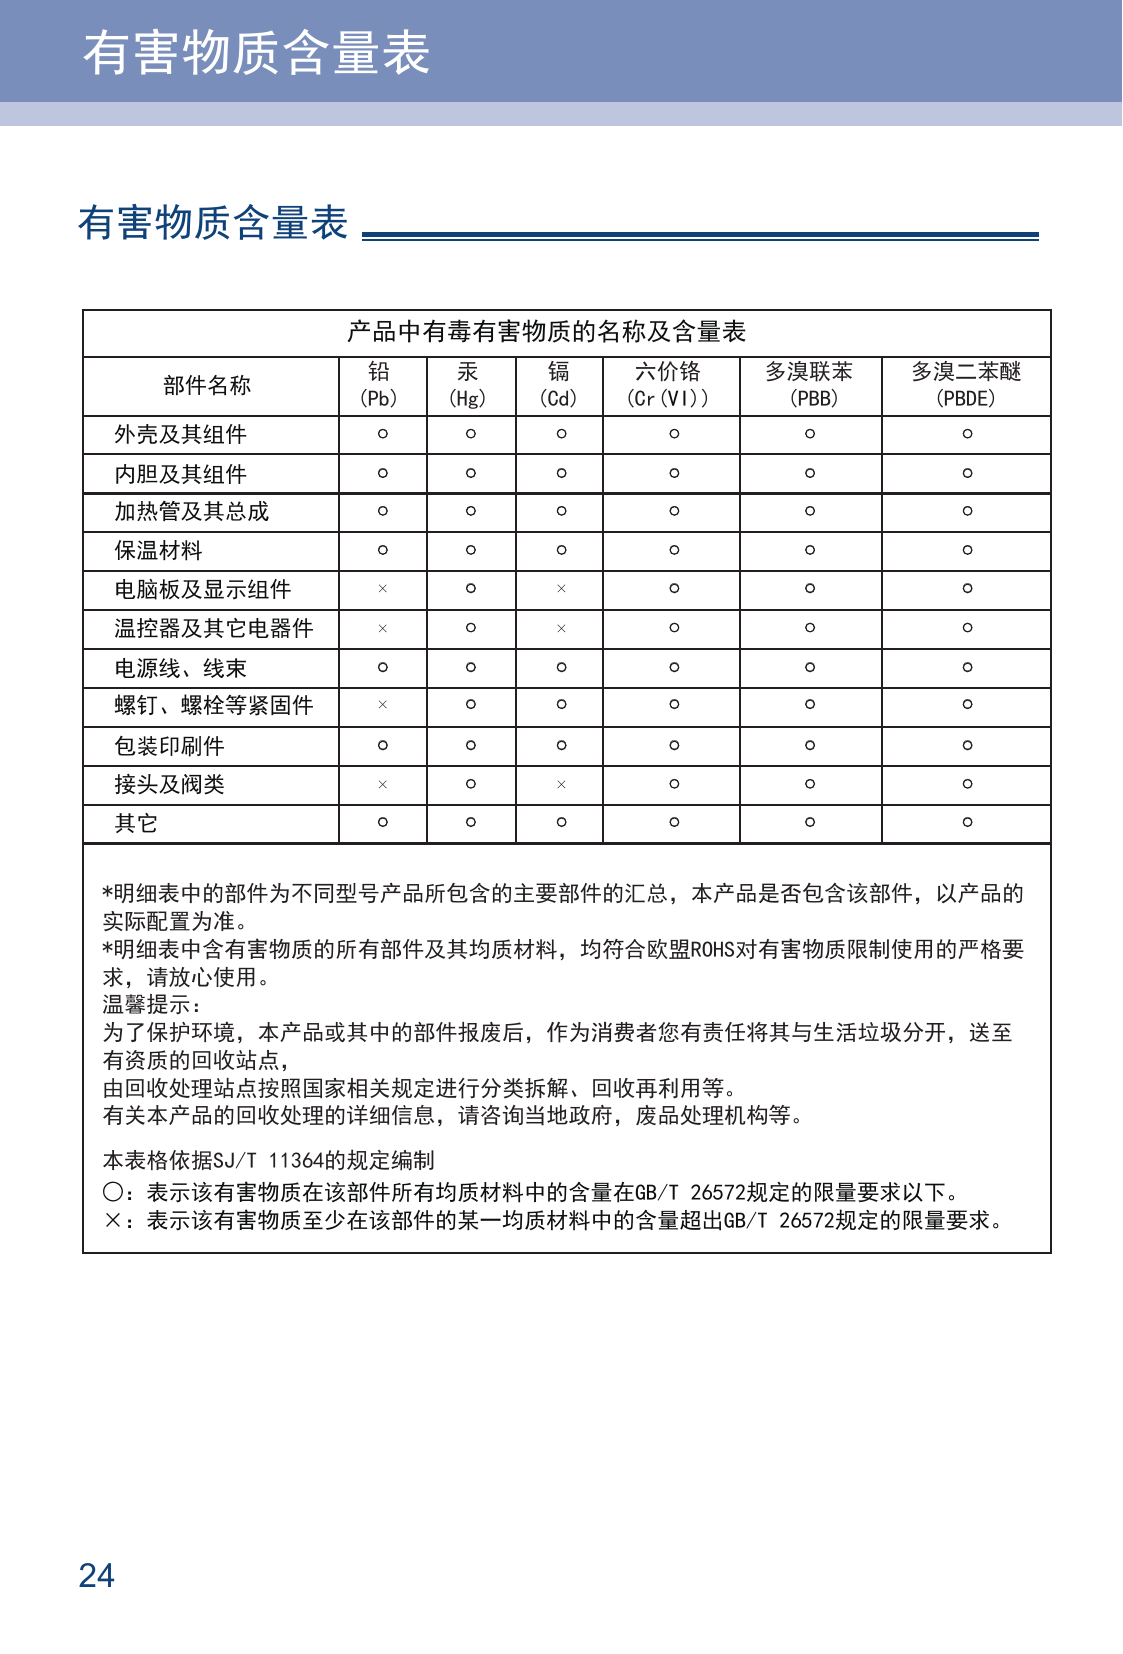 有害物质含量表
有害物质含量表
产品中有毒有害物质的名称及含量表
部件名称 铅 (Pb) 汞 (Hg) 镉 (Cd) 六价铬 (Cr(VI)) 多溴联苯 (PBB) 多溴二苯醚 (PBDE)
外壳及其组件 ○ ○ ○ ○ ○ ○
内胆及其组件 ○ ○ ○ ○ ○ ○
加热管及其总成 ○ ○ ○ ○ ○ ○
保温材料 ○ ○ ○ ○ ○ ○
电脑板及显示组件 × ○ × ○ ○ ○
温控器及其它电器件 × ○ × ○ ○ ○
电源线、线束 ○ ○ ○ ○ ○ ○
螺钉、螺栓等紧固件 × ○ ○ ○ ○ ○
包装印刷件 ○ ○ ○ ○ ○ ○
接头及阀类 × ○ × ○ ○ ○
其它 ○ ○ ○ ○ ○ ○
*明细表中的部件为不同型号产品所包含的主要部件的汇总，本产品是否包含该部件，以产品的
实际配置为准。
*明细表中含有害物质的所有部件及其均质材料，均符合欧盟ROHS对有害物质限制使用的严格要
求，请放心使用。
温馨提示：
为了保护环境，本产品或其中的部件报废后，作为消费者您有责任将其与生活垃圾分开，送至
有资质的回收站点，
由回收处理站点按照国家相关规定进行分类拆解、回收再利用等。
有关本产品的回收处理的详细信息，请咨询当地政府，废品处理机构等。
本表格依据SJ/T 11364的规定编制
○：表示该有害物质在该部件所有均质材料中的含量在GB/T 26572规定的限量要求以下。
×：表示该有害物质至少在该部件的某一均质材料中的含量超出GB/T 26572规定的限量要求。
24